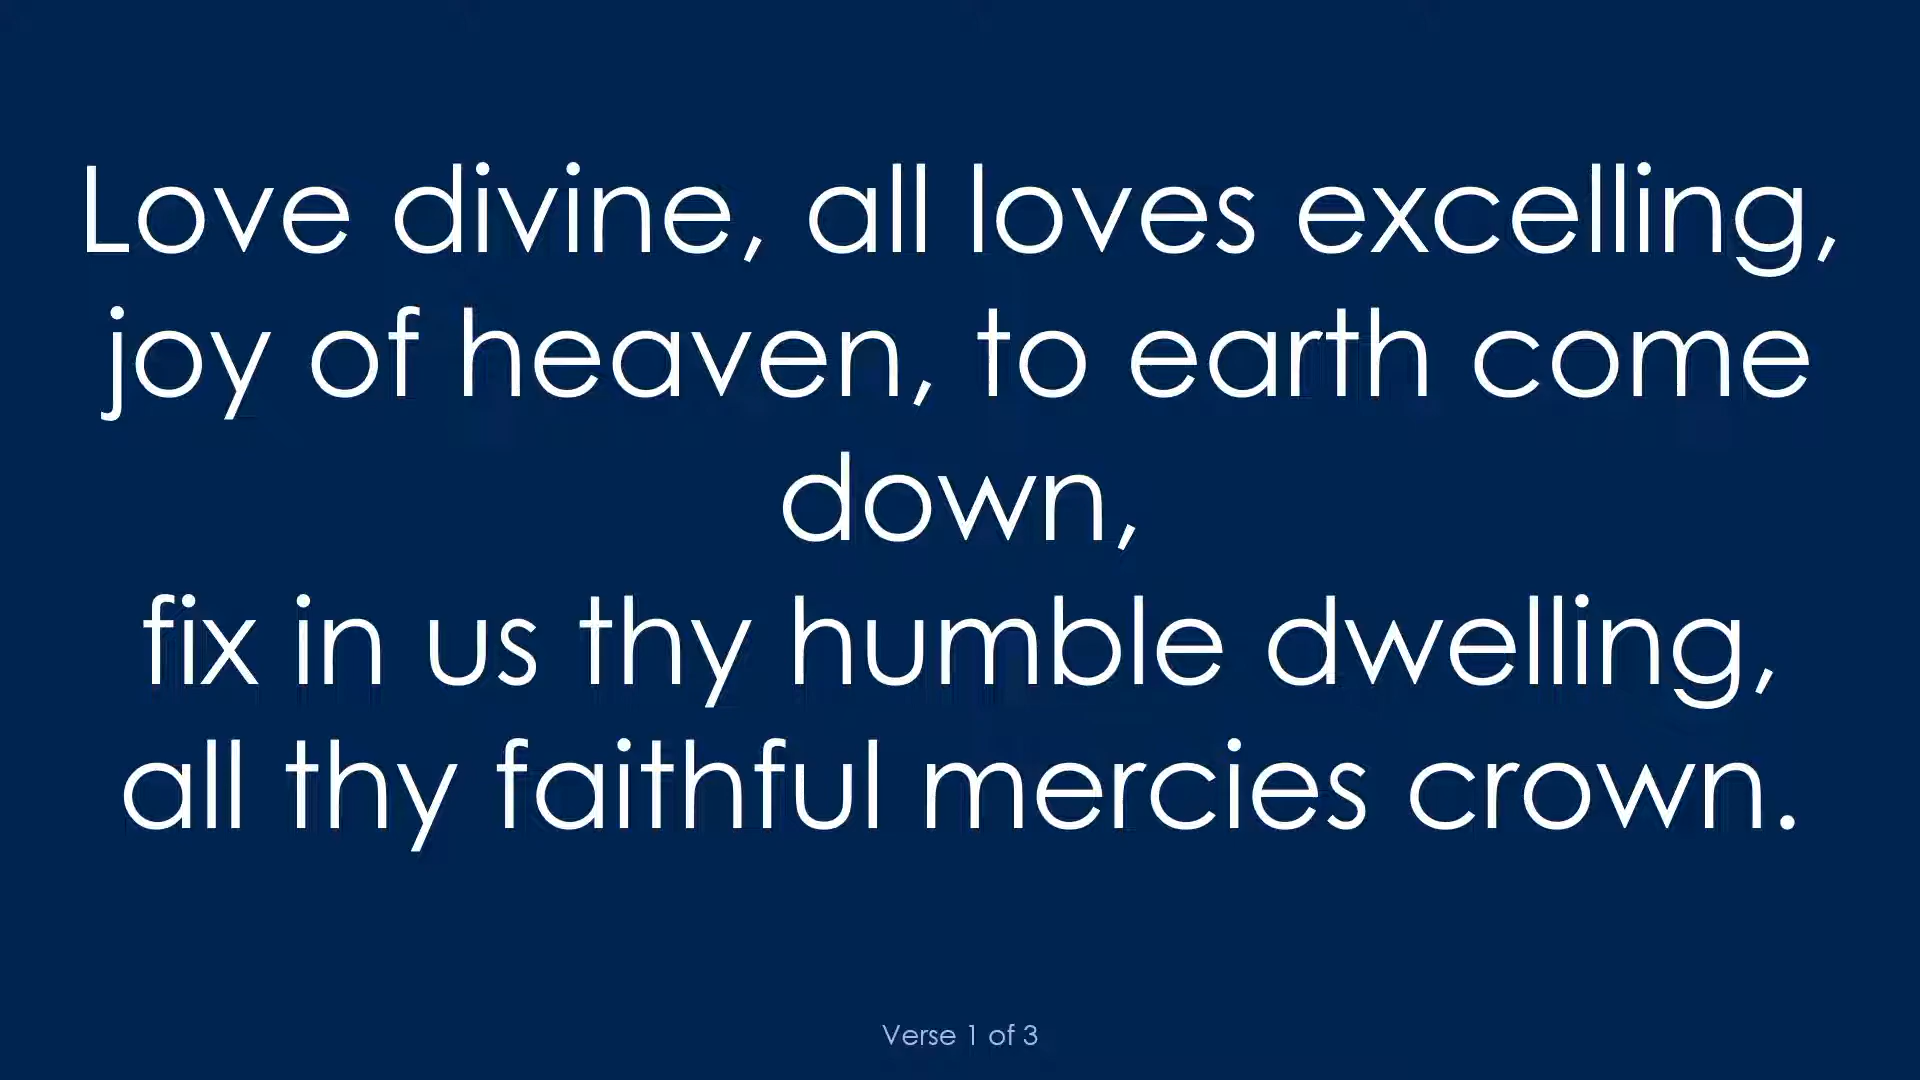 Love divine, all loves excelling,
joy of heaven, to earth come
down,
fix in us thy humble dwelling,
all thy faithful mercies crown.
Verse 1 of 3